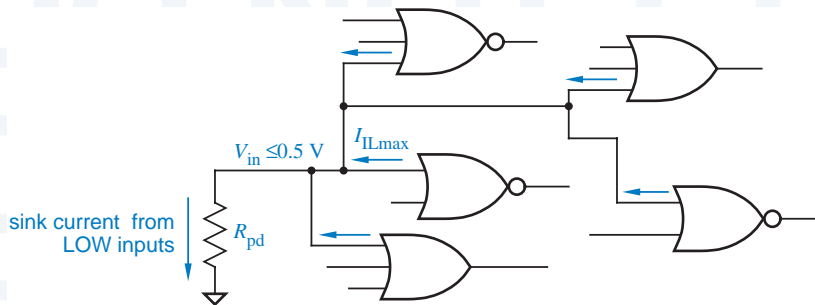 V_in ≤0.5 V
I_ILmax
sink current from
LOW inputs
R_pd